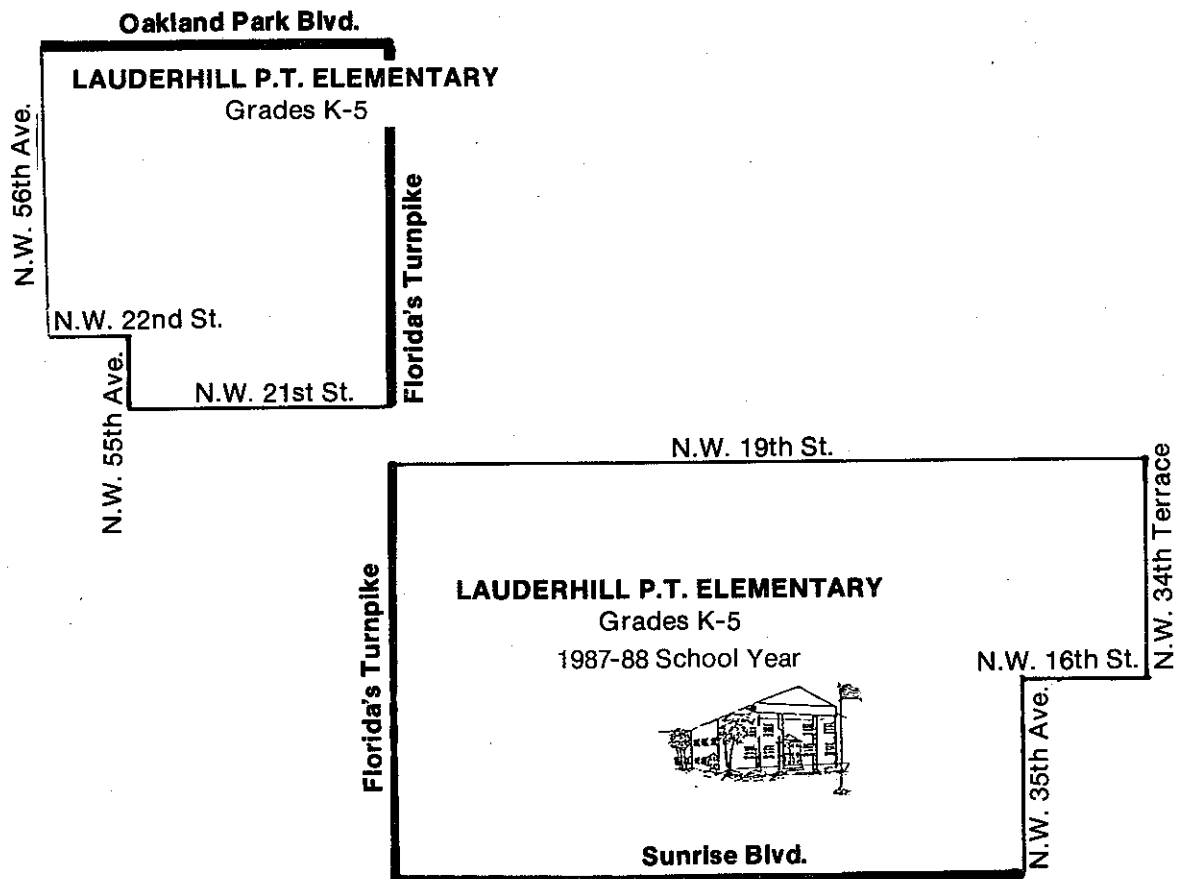 Oakland Park Blvd.
LAUDERHILL P.T. ELEMENTARY
Grades K-5
N.W. 56th Ave.
Florida's Turnpike
N.W. 22nd St.
N.W. 55th Ave.
N.W. 21st St.
N.W. 19th St.
N.W. 34th Terrace
Florida's Turnpike
LAUDERHILL P.T. ELEMENTARY
Grades K-5
1987-88 School Year
N.W. 16th St.
N.W. 35th Ave.
Sunrise Blvd.